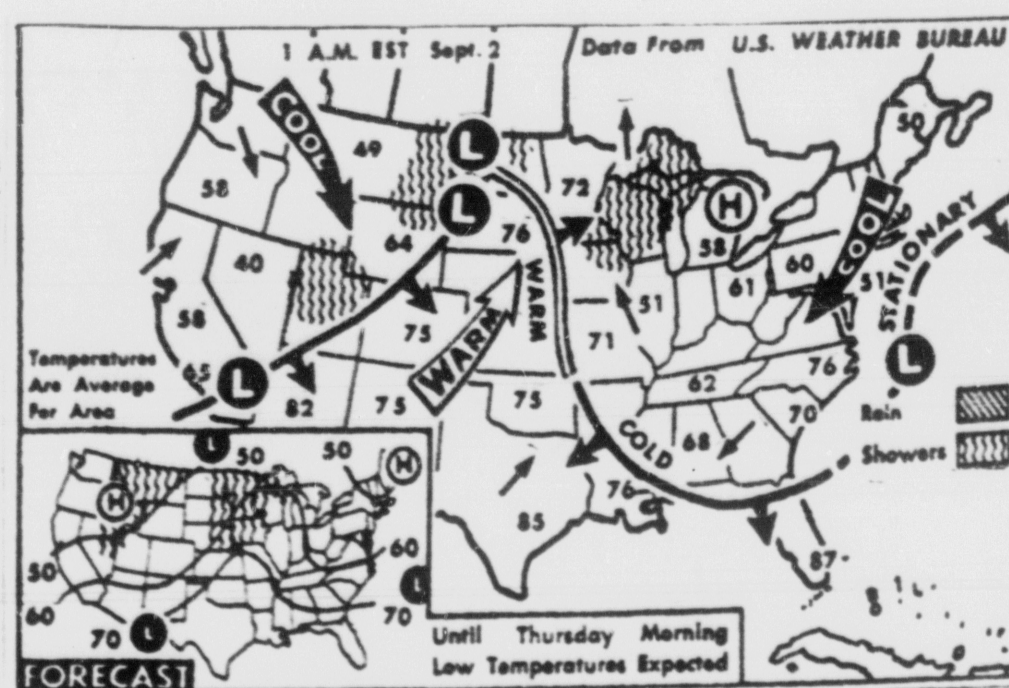 1 A.M. EST Sept. 2
Data From U.S. WEATHER BUREAU
COOL
L
49
50
58
72
L
H
64
76
58
COOL
STATIONARY
40
60
WARM
61
51
51
58
75
WARM
71
L
Temperatures
Are Average
For Area
65
L
76
62
82
75
75
70
Rain
COLD
68
Showers
L
50
50
H
76
H
85
60
87
50
L
60
70
70
L
Until Thursday Morning
Low Temperatures Expected
FORECAST